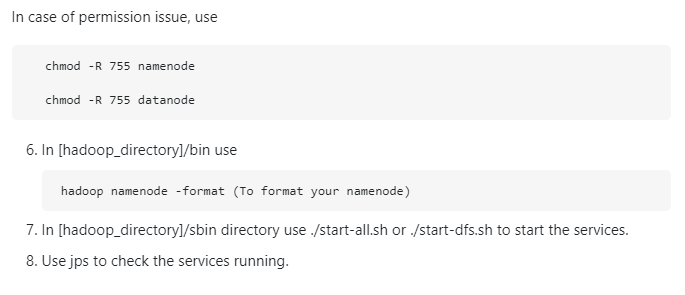 In case of permission issue, use
chmod -R 755 namenode
chmod -R 755 datanode
6. In [hadoop_directory]/bin use
hadoop namenode -format (To format your namenode)
7. In [hadoop_directory]/sbin directory use ./start-all.sh or ./start-dfs.sh to start the services.
8. Use jps to check the services running.